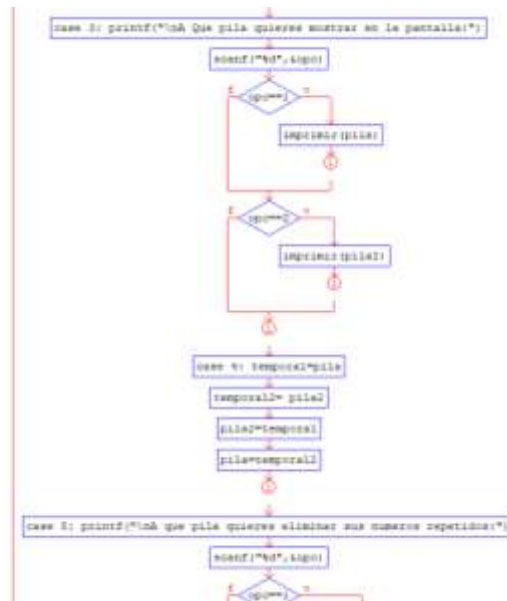 case 3: printf("\nA Que pila quieres mostrar en la pantalla:")
scanf("%d",&opc)
opc==1
imprimir(pila)
opc==2
imprimir(pila2)
case 4: temporal=pila
temporal2= pila2
pila2=temporal
pila=temporal2
case 5: printf("\nA que pila quieres eliminar sus numeros repetidos:")
scanf("%d",&opc)
opc==1